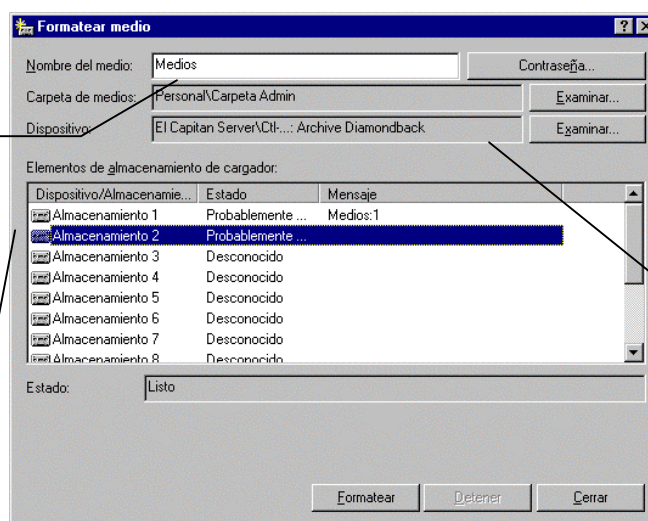 Formatear medio
Nombre del medio: Medios Contraseña...
Carpeta de medios: Personal\Carpeta Admin Examinar...
Dispositivo: El Capitan Server\Ctl-...: Archive Diamondback Examinar...
Elementos de almacenamiento de cargador:
Dispositivo/Almacenamie... Estado Mensaje
Almacenamiento 1 Probablemente ... Medios:1
Almacenamiento 2 Probablemente ...
Almacenamiento 3 Desconocido
Almacenamiento 4 Desconocido
Almacenamiento 5 Desconocido
Almacenamiento 6 Desconocido
Almacenamiento 7 Desconocido
Almacenamiento 8 Desconocido
Estado: Listo
Formatear Detener Cerrar